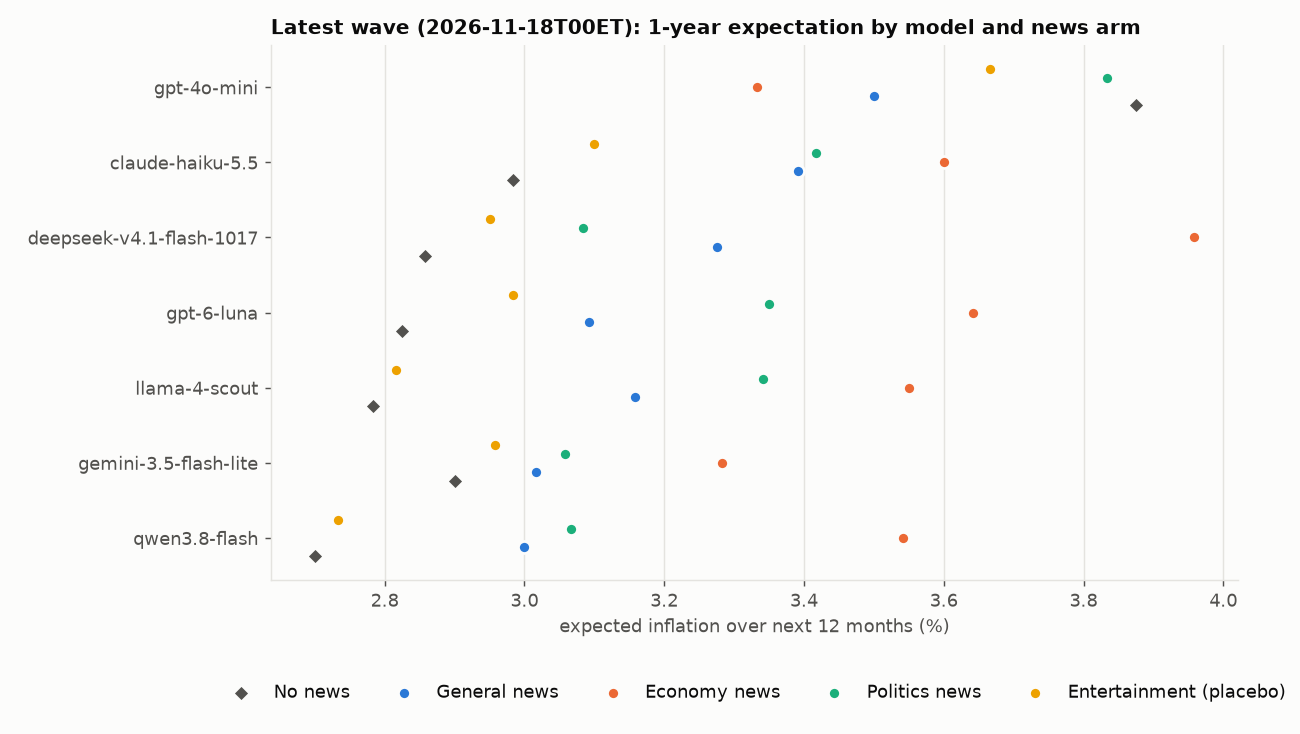 Latest wave (2026-11-18T00ET): 1-year expectation by model and news arm
gpt-4o-mini
claude-haiku-5.5
deepseek-v4.1-flash-1017
gpt-6-luna
llama-4-scout
gemini-3.5-flash-lite
qwen3.8-flash
2.8 3.0 3.2 3.4 3.6 3.8 4.0
expected inflation over next 12 months (%)
No news General news Economy news Politics news Entertainment (placebo)